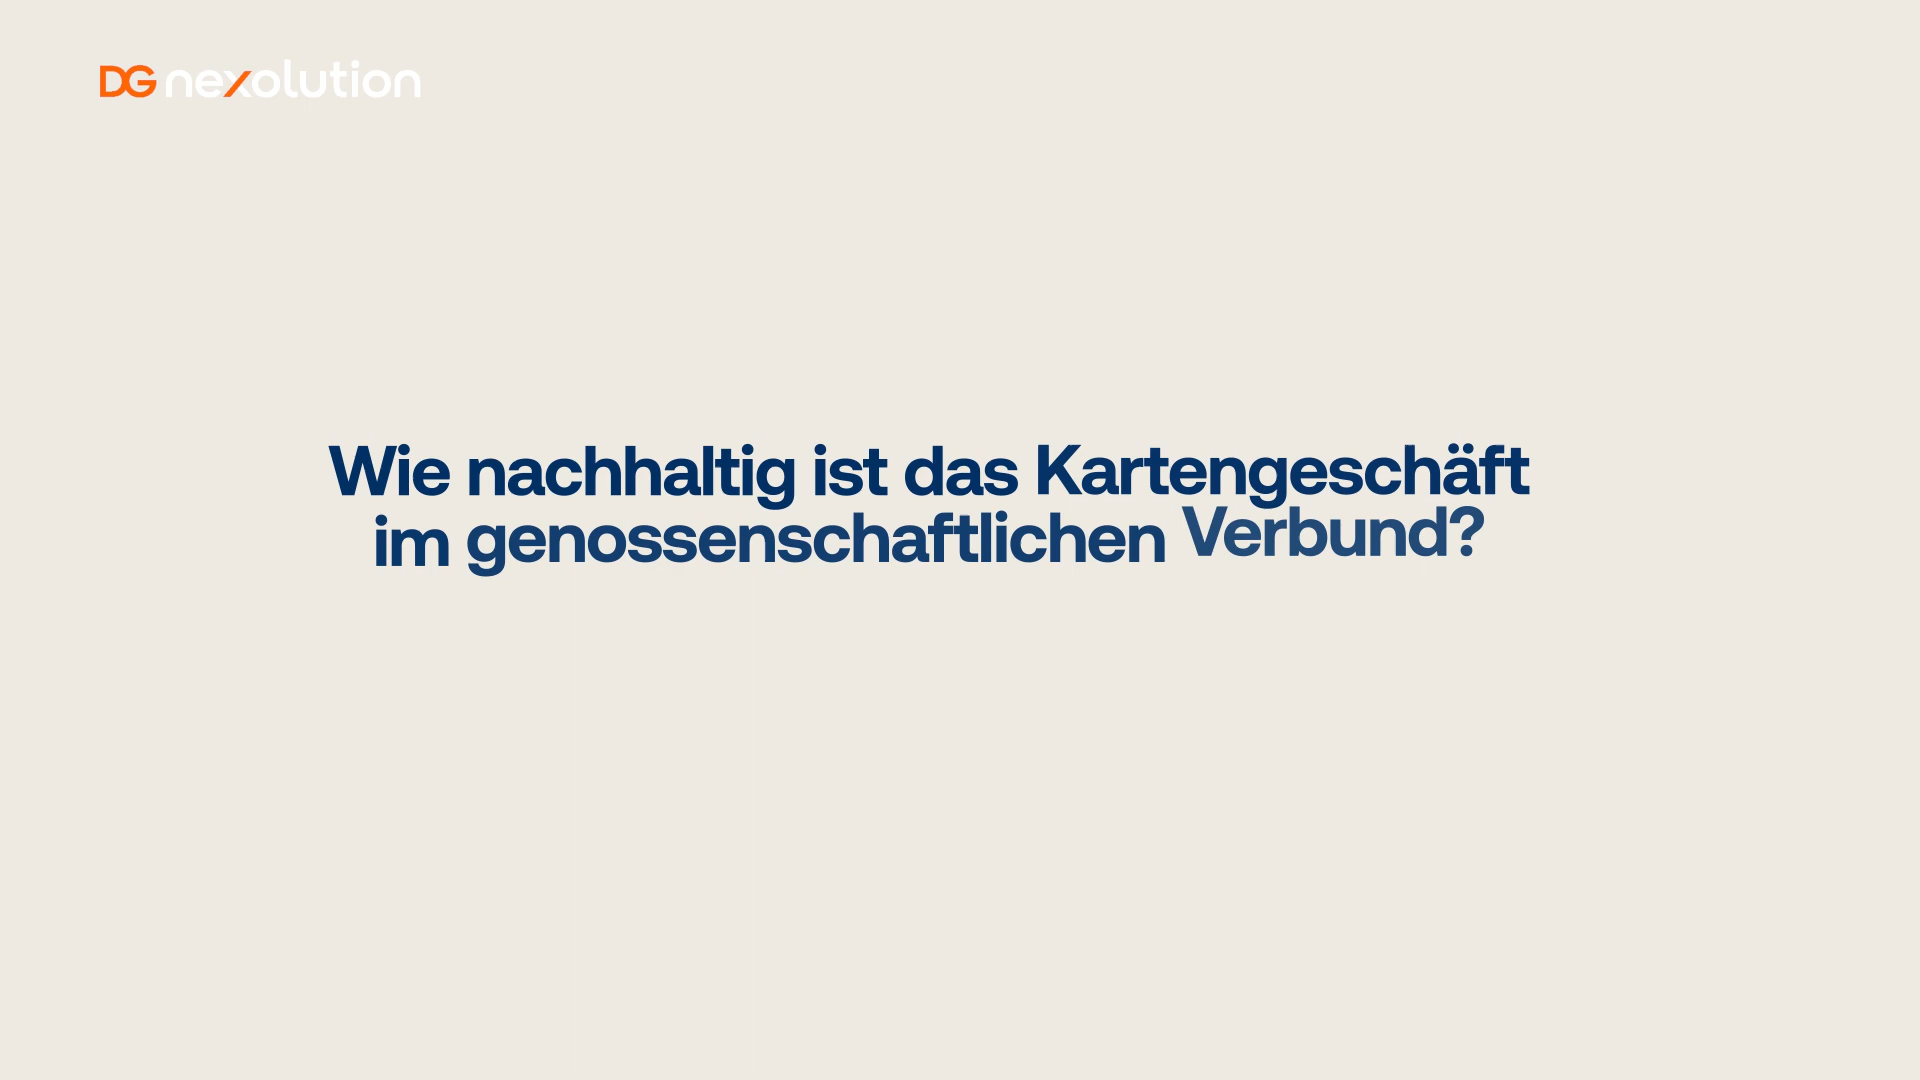 DG nexolution
Wie nachhaltig ist das Kartengeschäft
im genossenschaftlichen Verbund?